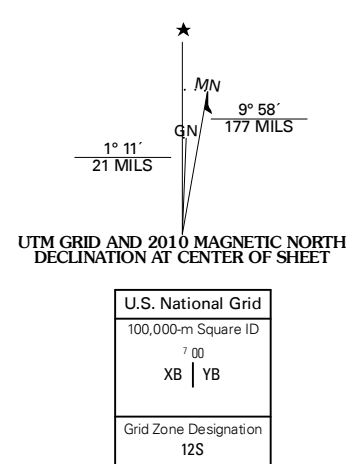 MN
GN
9° 58´
177 MILS
1° 11´
21 MILS
UTM GRID AND 2010 MAGNETIC NORTH
DECLINATION AT CENTER OF SHEET
U.S. National Grid
100,000-m Square ID
7 00
XB YB
Grid Zone Designation
12S